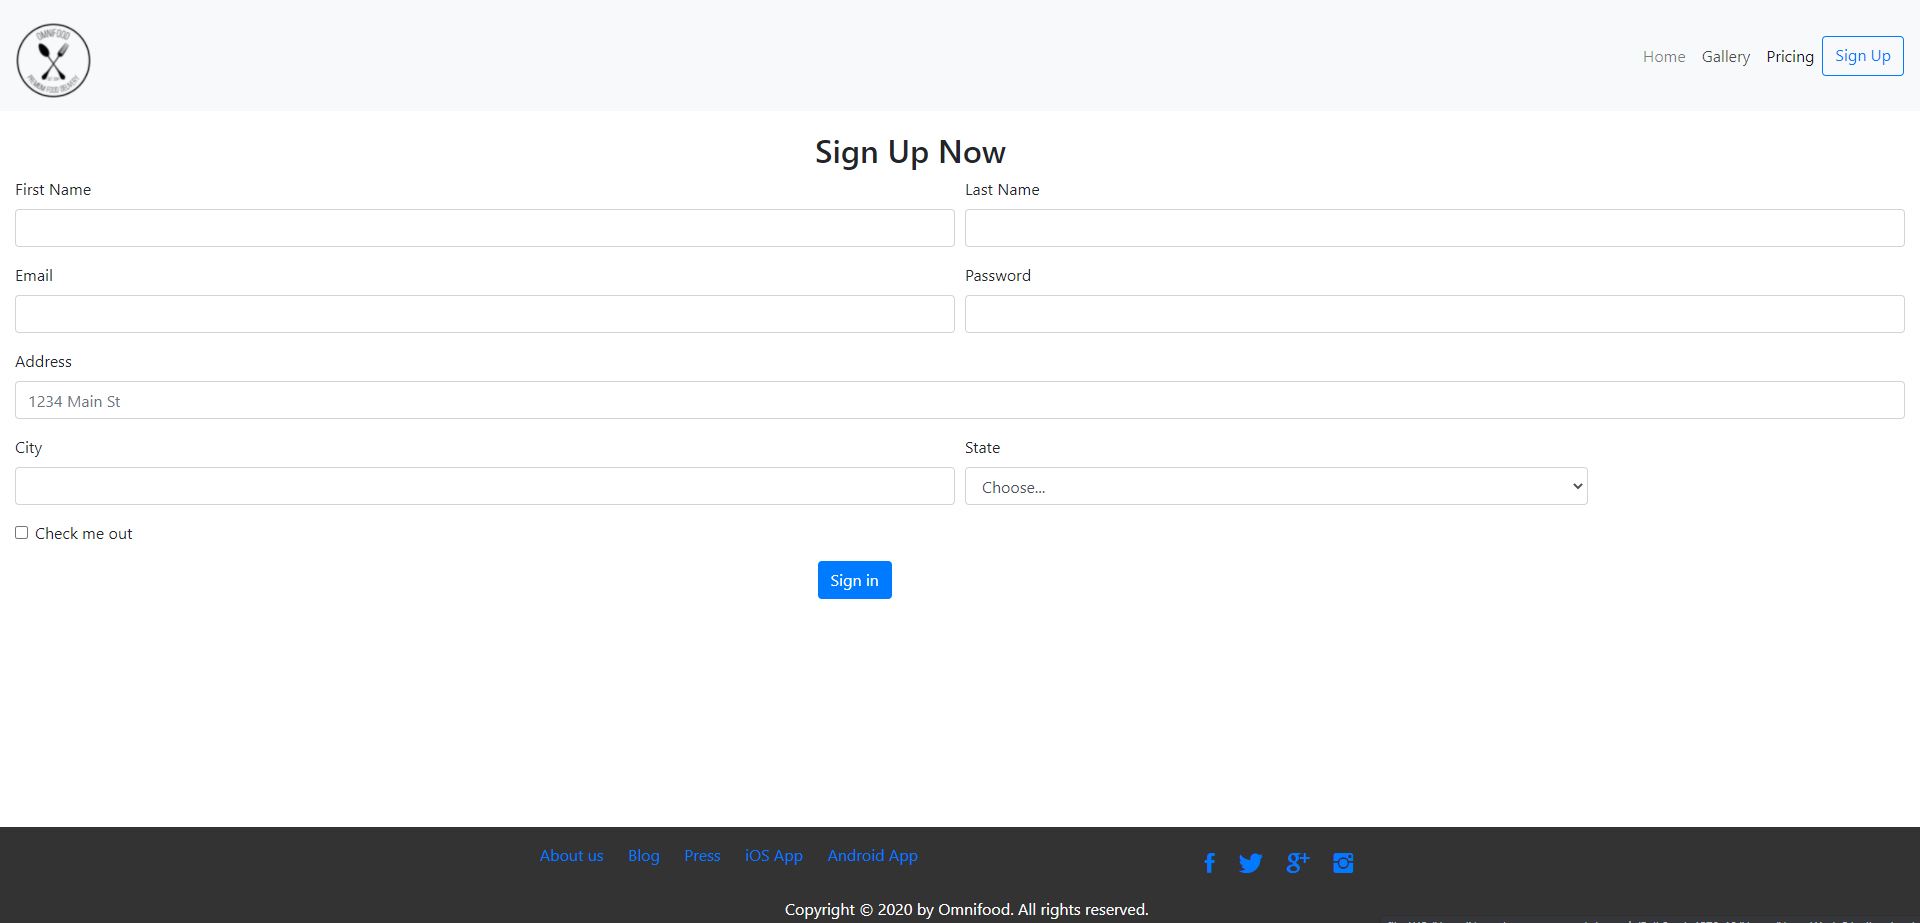 OMNIFOOD
PREMIUM FOOD DELIVERY
Home Gallery Pricing Sign Up
Sign Up Now
First Name Last Name
Email Password
Address
1234 Main St
City State
Choose...
Check me out
Sign in
About us Blog Press iOS App Android App
Copyright © 2020 by Omnifood. All rights reserved.